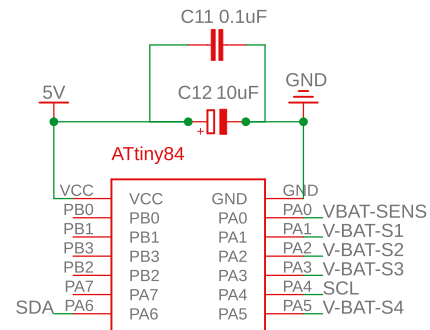 C11 0.1uF
C12 10uF
5V
GND
+
ATtiny84
VCC VCC GND GND
PB0 PB0 PA0 PA0 VBAT-SENS
PB1 PB1 PA1 PA1 V-BAT-S1
PB3 PB3 PA2 PA2 V-BAT-S2
PB2 PB2 PA3 PA3 V-BAT-S3
PA7 PA7 PA4 PA4 SCL
SDA PA6 PA6 PA5 PA5 V-BAT-S4